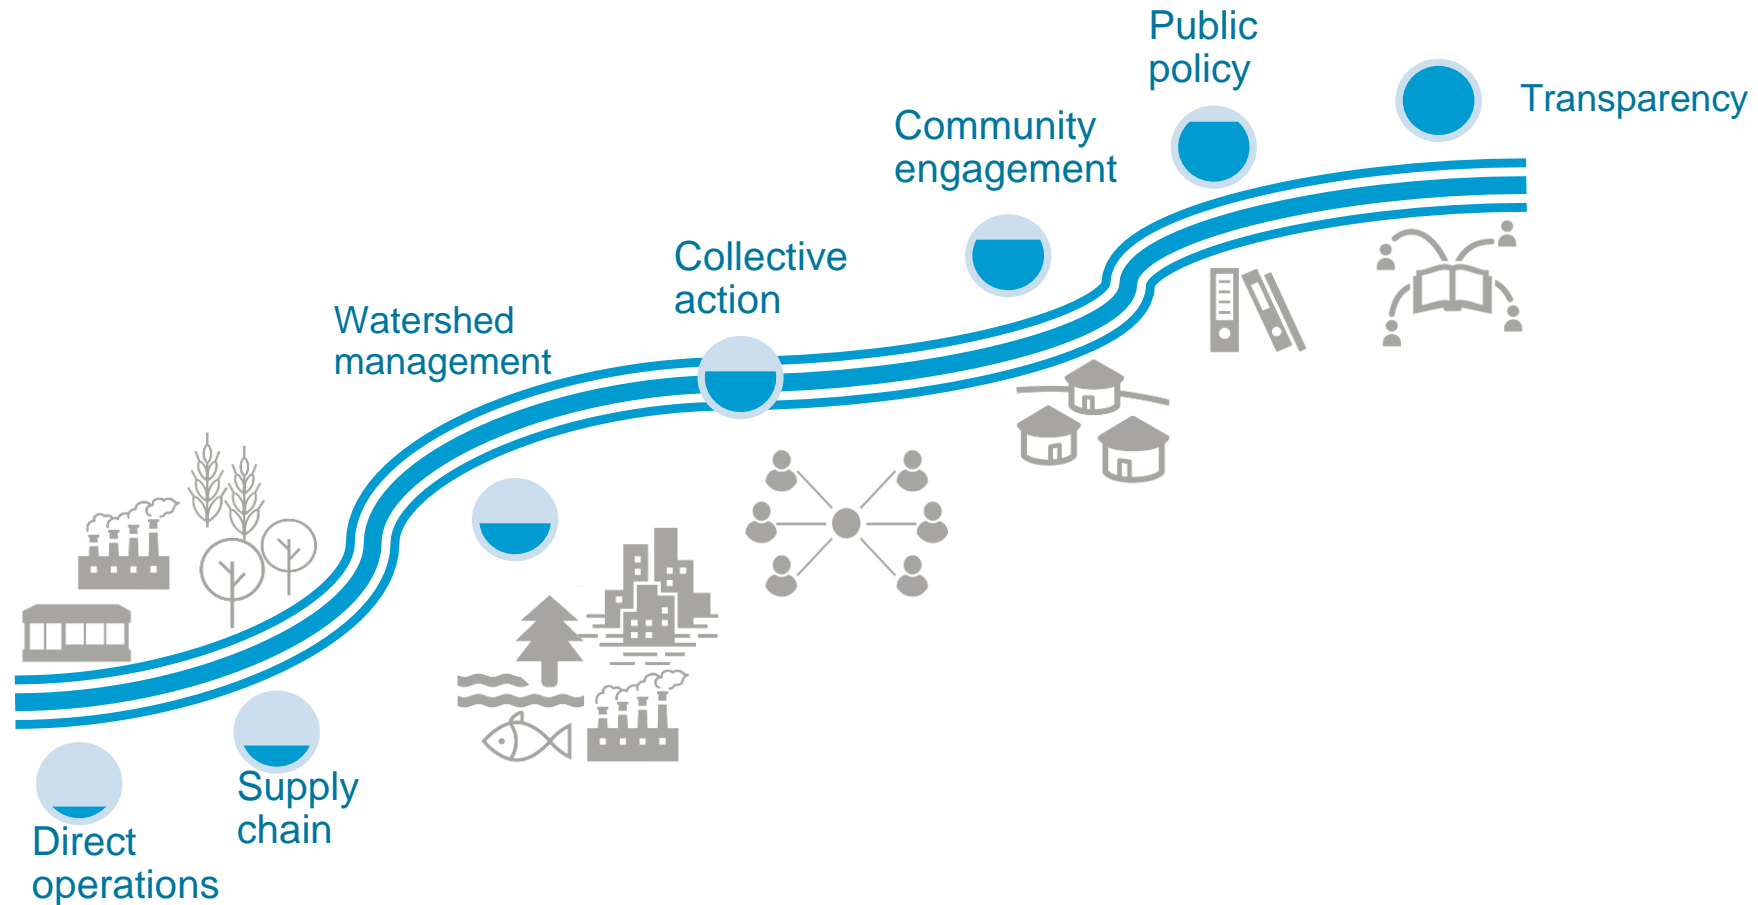 Direct
operations
Supply
chain
Watershed
management
Collective
action
Community
engagement
Public
policy
Transparency